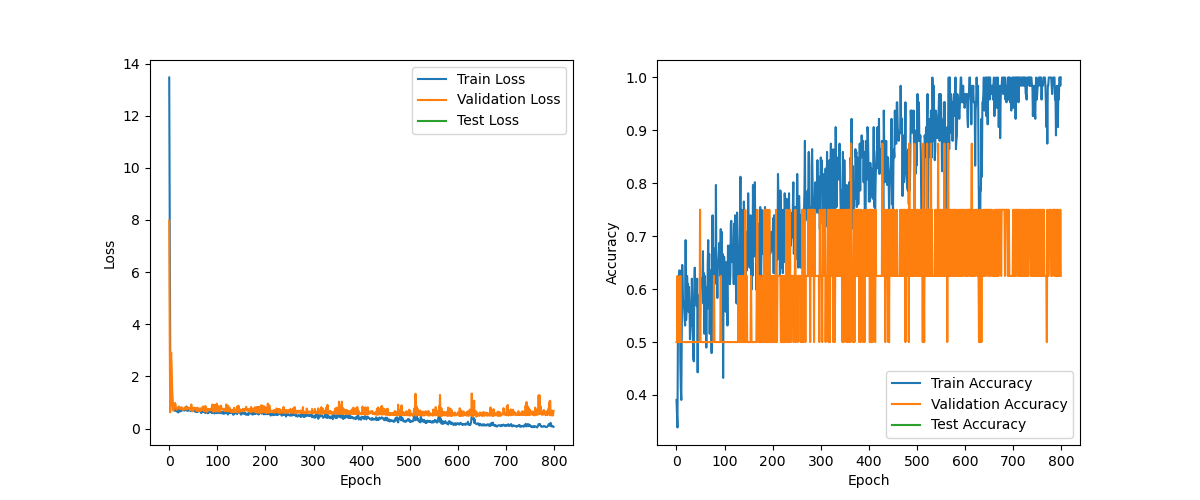 14
12
10
8
6
4
2
0
Loss
0 100 200 300 400 500 600 700 800
Epoch
Train Loss
Validation Loss
Test Loss
1.0
0.9
0.8
0.7
0.6
0.5
0.4
Accuracy
0 100 200 300 400 500 600 700 800
Epoch
Train Accuracy
Validation Accuracy
Test Accuracy